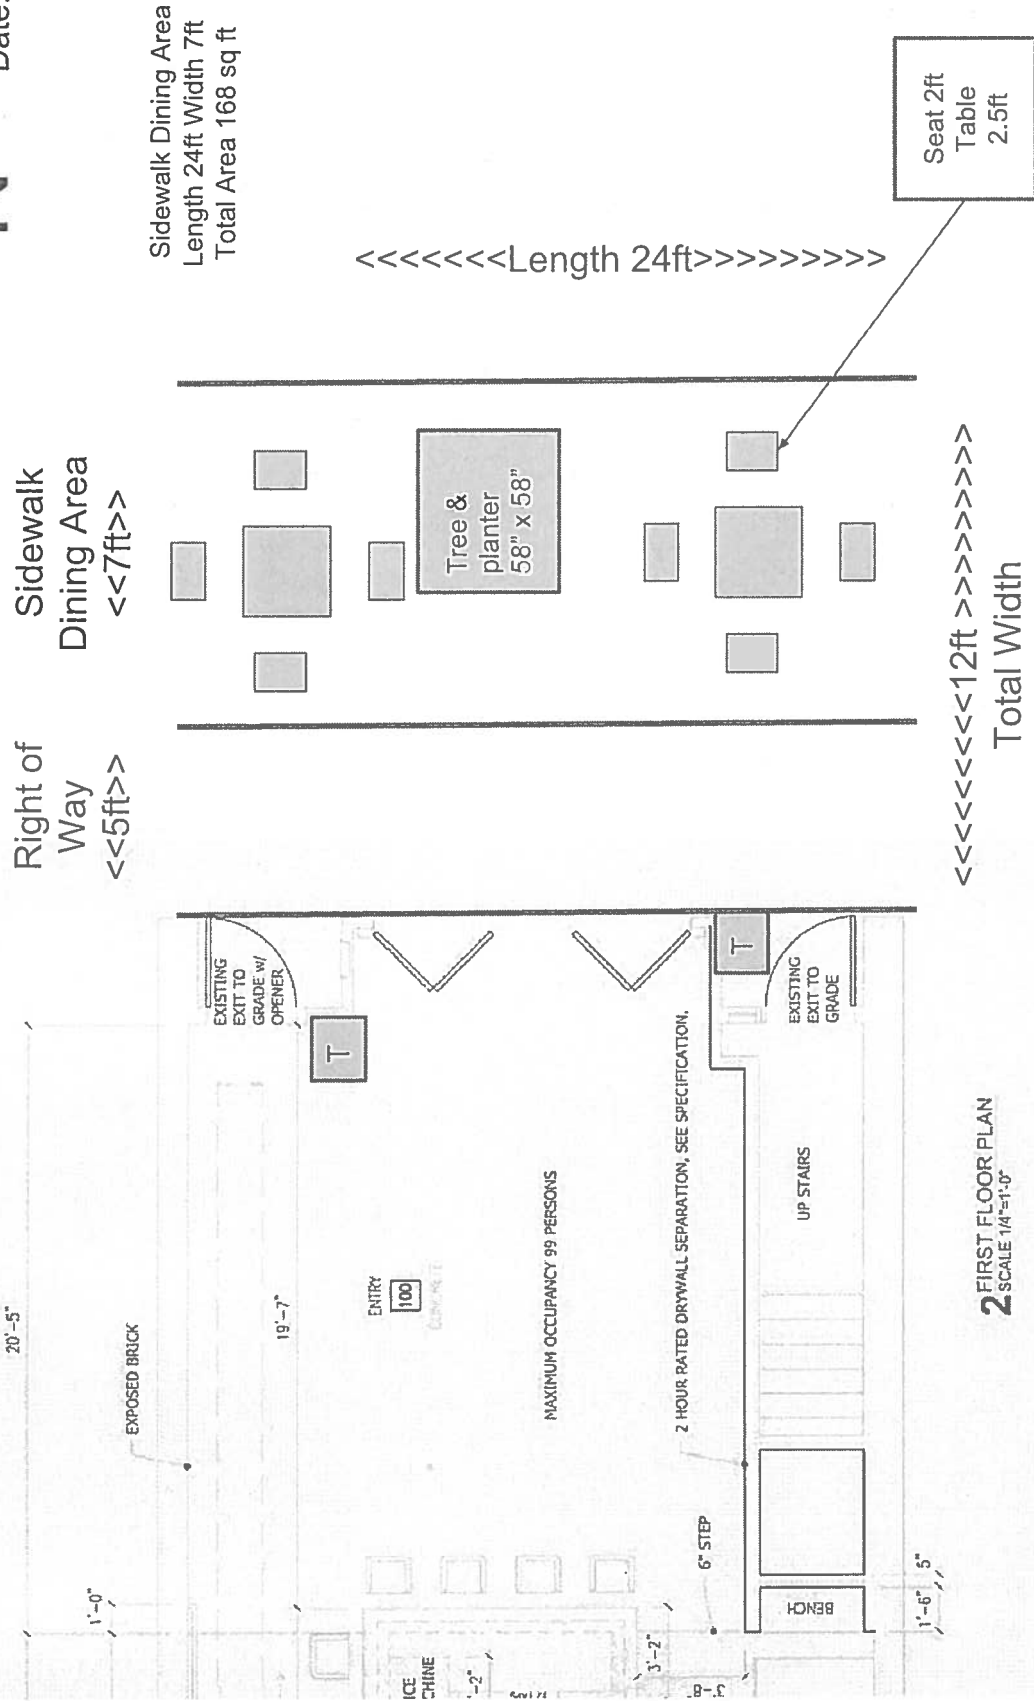 Date:
N
Sidewalk Dining Area
Length 24ft Width 7ft
Total Area 168 sq ft
Seat 2ft
Table
2.5ft
<<<<<<<Length 24ft>>>>>>>>>
Sidewalk
Dining Area
<<7ft>>
Tree &
planter
58" x 58"
Right of
Way
<<5ft>>
<<<<<<<<<12ft >>>>>>>>>
Total Width
EXISTING
EXIT TO
GRADE w/
OPENER
T
T
EXISTING
EXIT TO
GRADE
20'-5"
EXPOSED BRICK
19'-7"
ENTRY
100
MAXIMUM OCCUPANCY 99 PERSONS
2 HOUR RATED DRYWALL SEPARATION, SEE SPECIFICATION.
UP STAIRS
2 FIRST FLOOR PLAN
SCALE 1/4"=1'-0"
1'-0"
6" STEP
BENCH
5"
1'-6"
3'-2"